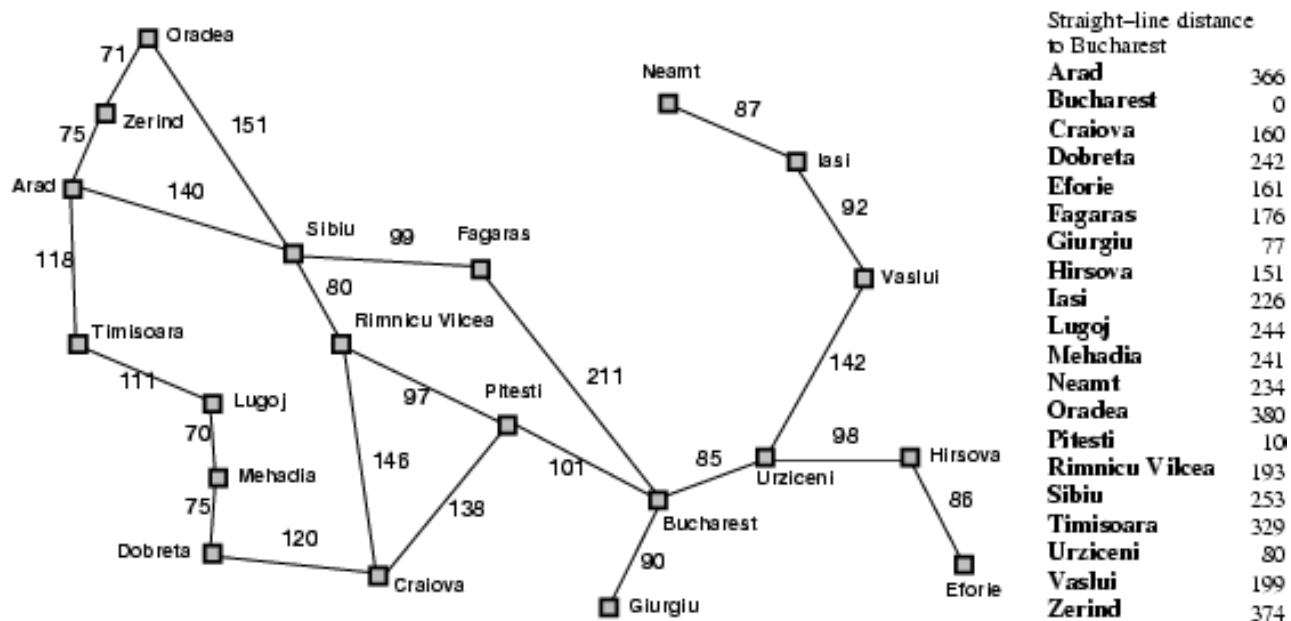 Oradea
71
Neamt
87
Zerind
151
75
Iasi
Arad
140
92
Sibiu
99
Fagaras
118
Vaslui
80
Rimnicu Vilcea
Timisoara
142
111
211
Pitesti
Lugoj
97
70
98
Hirsova
146
101
85
Urziceni
Mehadia
86
75
138
Bucharest
120
Dobreta
90
Craiova
Eforie
Giurgiu
Straight–line distance
to Bucharest
Arad 366
Bucharest 0
Craiova 160
Dobreta 242
Eforie 161
Fagaras 176
Giurgiu 77
Hirsova 151
Iasi 226
Lugoj 244
Mehadia 241
Neamt 234
Oradea 380
Pitesti 10
Rimnicu Vilcea 193
Sibiu 253
Timisoara 329
Urziceni 80
Vaslui 199
Zerind 374